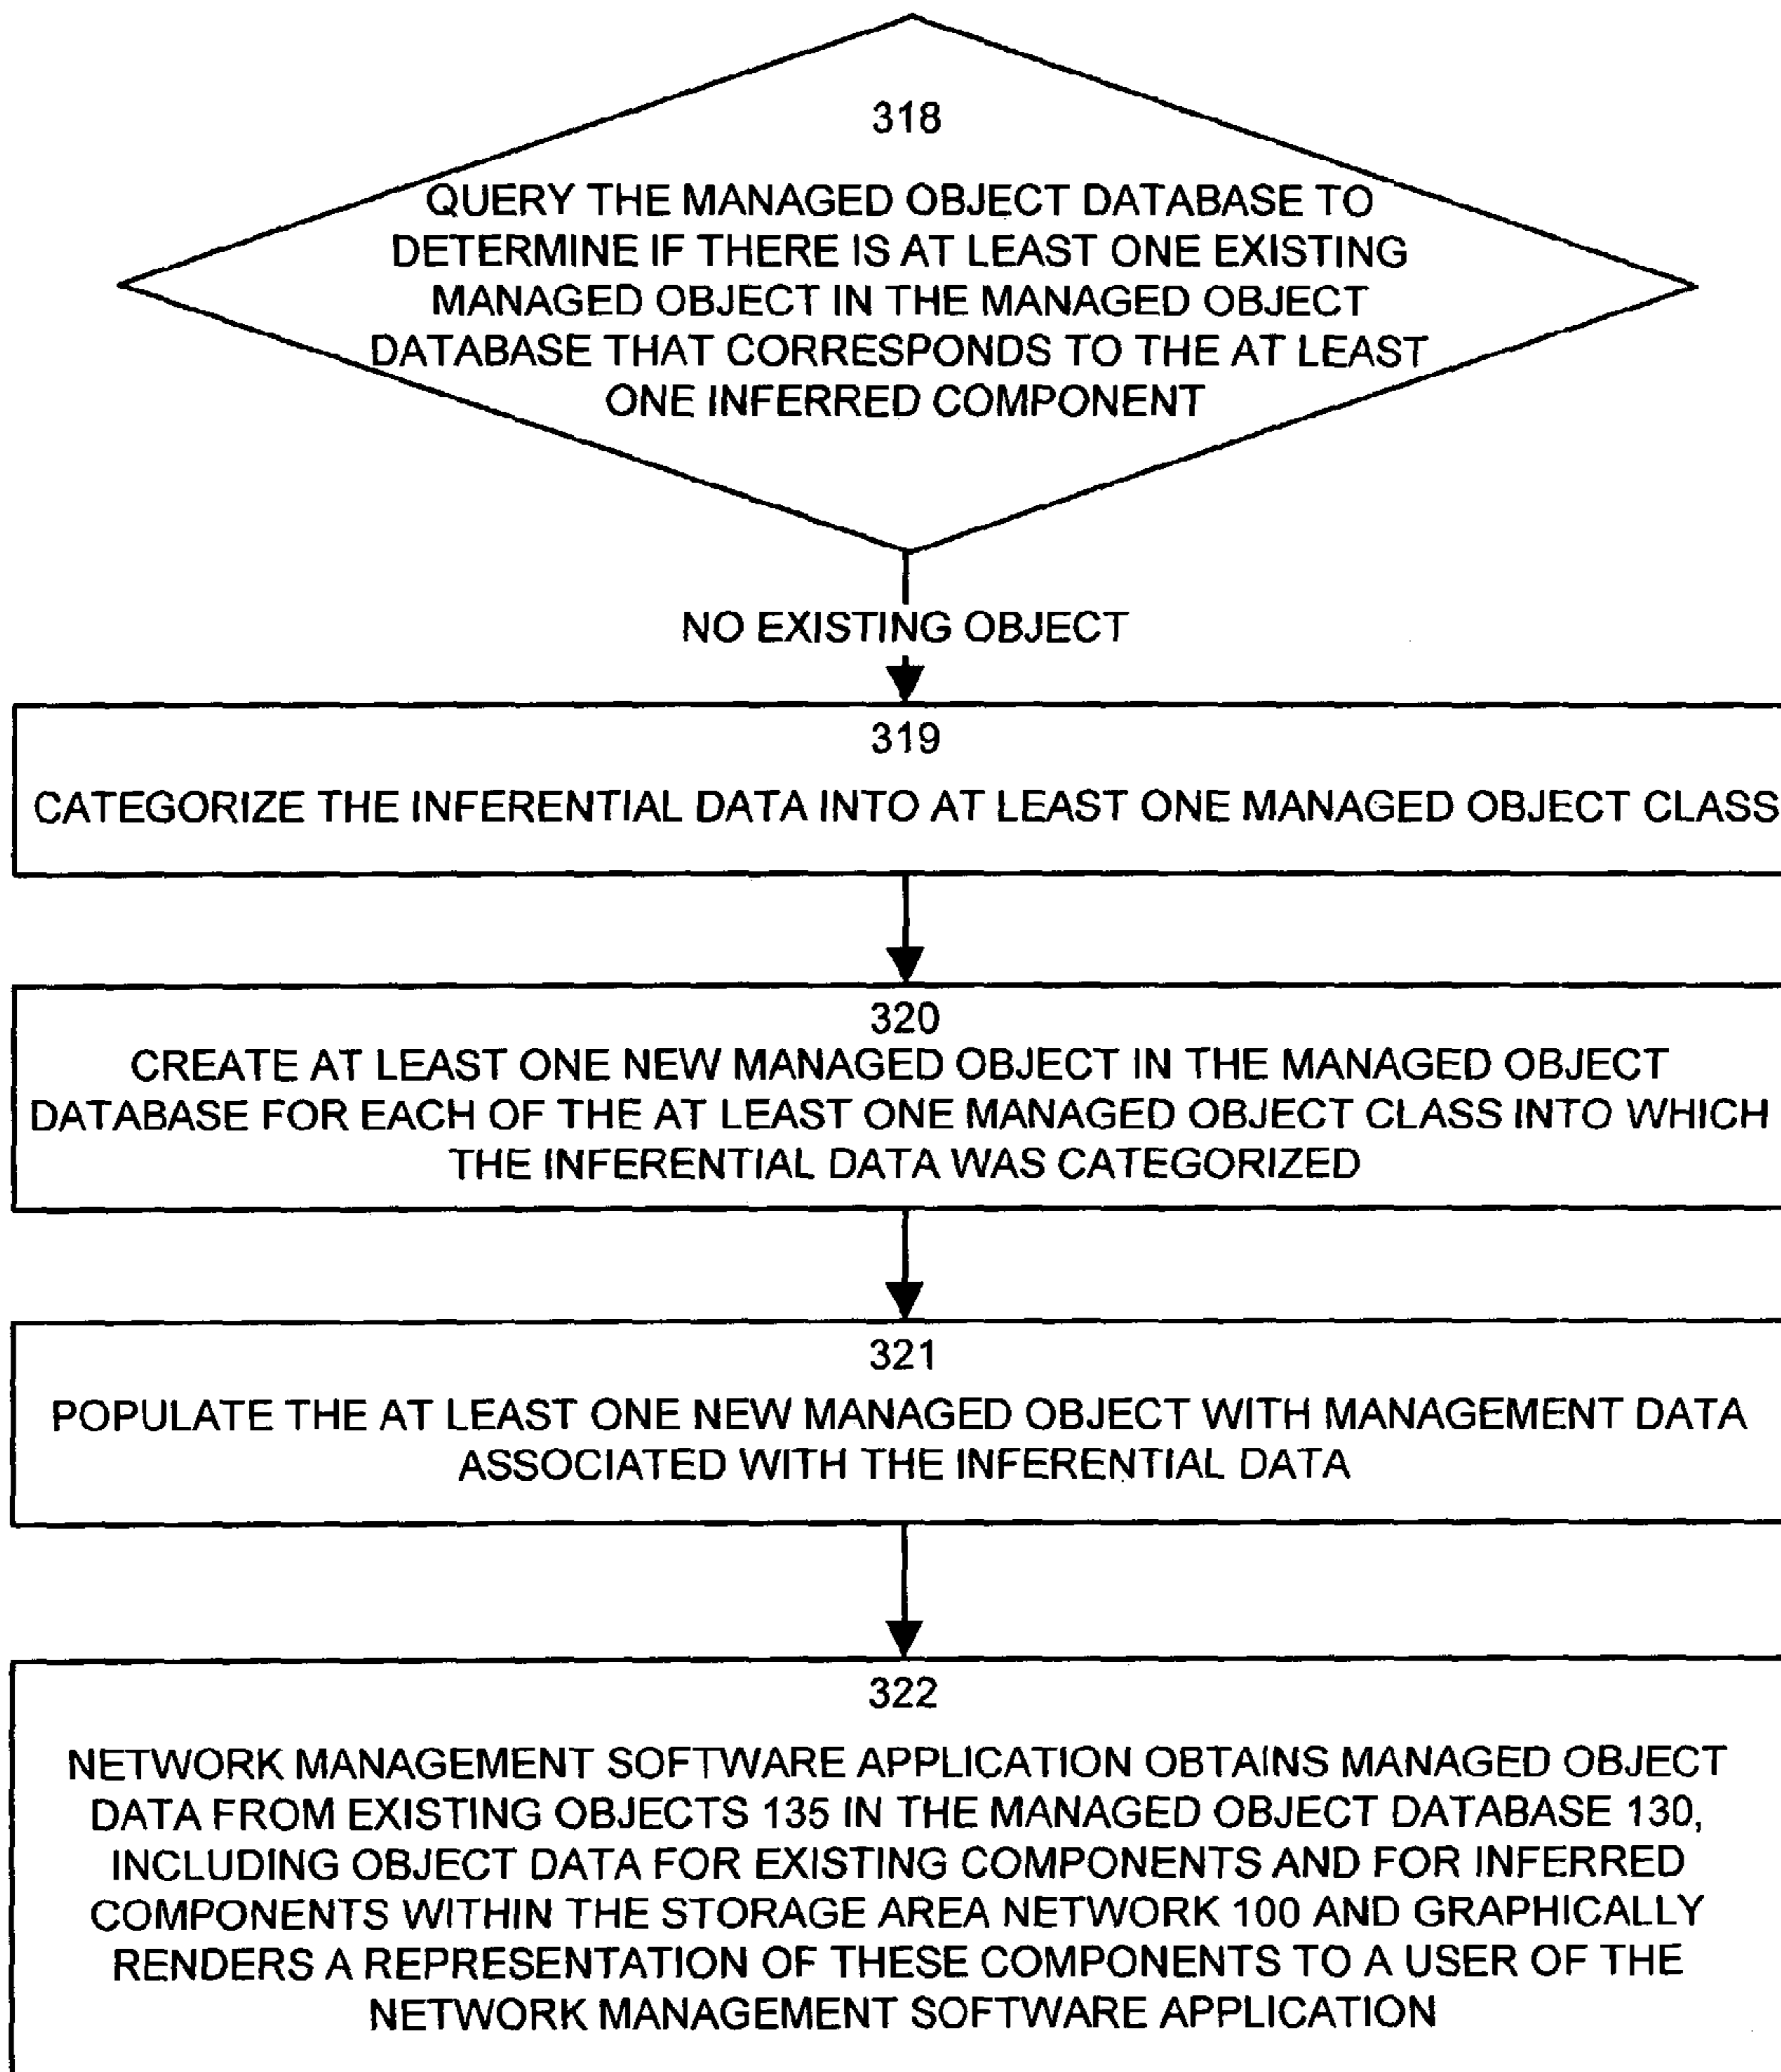 318
QUERY THE MANAGED OBJECT DATABASE TO
DETERMINE IF THERE IS AT LEAST ONE EXISTING
MANAGED OBJECT IN THE MANAGED OBJECT
DATABASE THAT CORRESPONDS TO THE AT LEAST
ONE INFERRED COMPONENT
NO EXISTING OBJECT
319
CATEGORIZE THE INFERENTIAL DATA INTO AT LEAST ONE MANAGED OBJECT CLASS
320
CREATE AT LEAST ONE NEW MANAGED OBJECT IN THE MANAGED OBJECT
DATABASE FOR EACH OF THE AT LEAST ONE MANAGED OBJECT CLASS INTO WHICH
THE INFERENTIAL DATA WAS CATEGORIZED
321
POPULATE THE AT LEAST ONE NEW MANAGED OBJECT WITH MANAGEMENT DATA
ASSOCIATED WITH THE INFERENTIAL DATA
322
NETWORK MANAGEMENT SOFTWARE APPLICATION OBTAINS MANAGED OBJECT
DATA FROM EXISTING OBJECTS 135 IN THE MANAGED OBJECT DATABASE 130,
INCLUDING OBJECT DATA FOR EXISTING COMPONENTS AND FOR INFERRED
COMPONENTS WITHIN THE STORAGE AREA NETWORK 100 AND GRAPHICALLY
RENDERS A REPRESENTATION OF THESE COMPONENTS TO A USER OF THE
NETWORK MANAGEMENT SOFTWARE APPLICATION